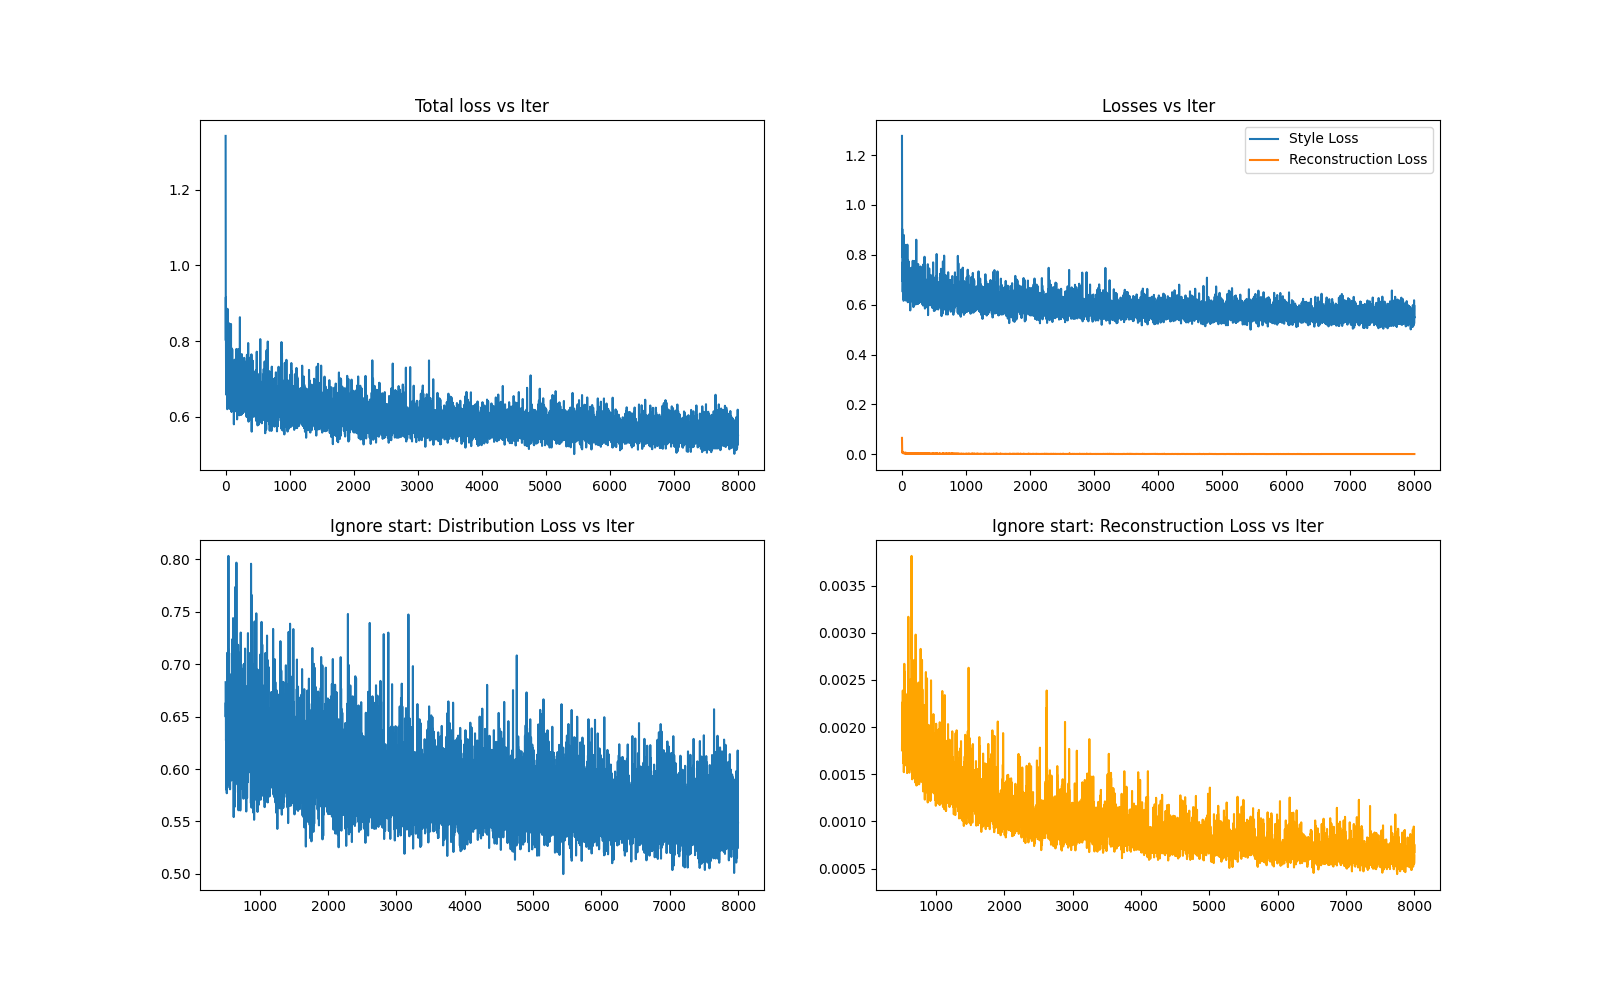 Total loss vs Iter
1.2
1.0
0.8
0.6
0 1000 2000 3000 4000 5000 6000 7000 8000
Losses vs Iter
Style Loss
Reconstruction Loss
1.2
1.0
0.8
0.6
0.4
0.2
0.0
0 1000 2000 3000 4000 5000 6000 7000 8000
Ignore start: Distribution Loss vs Iter
0.80
0.75
0.70
0.65
0.60
0.55
0.50
1000 2000 3000 4000 5000 6000 7000 8000
Ignore start: Reconstruction Loss vs Iter
0.0035
0.0030
0.0025
0.0020
0.0015
0.0010
0.0005
1000 2000 3000 4000 5000 6000 7000 8000